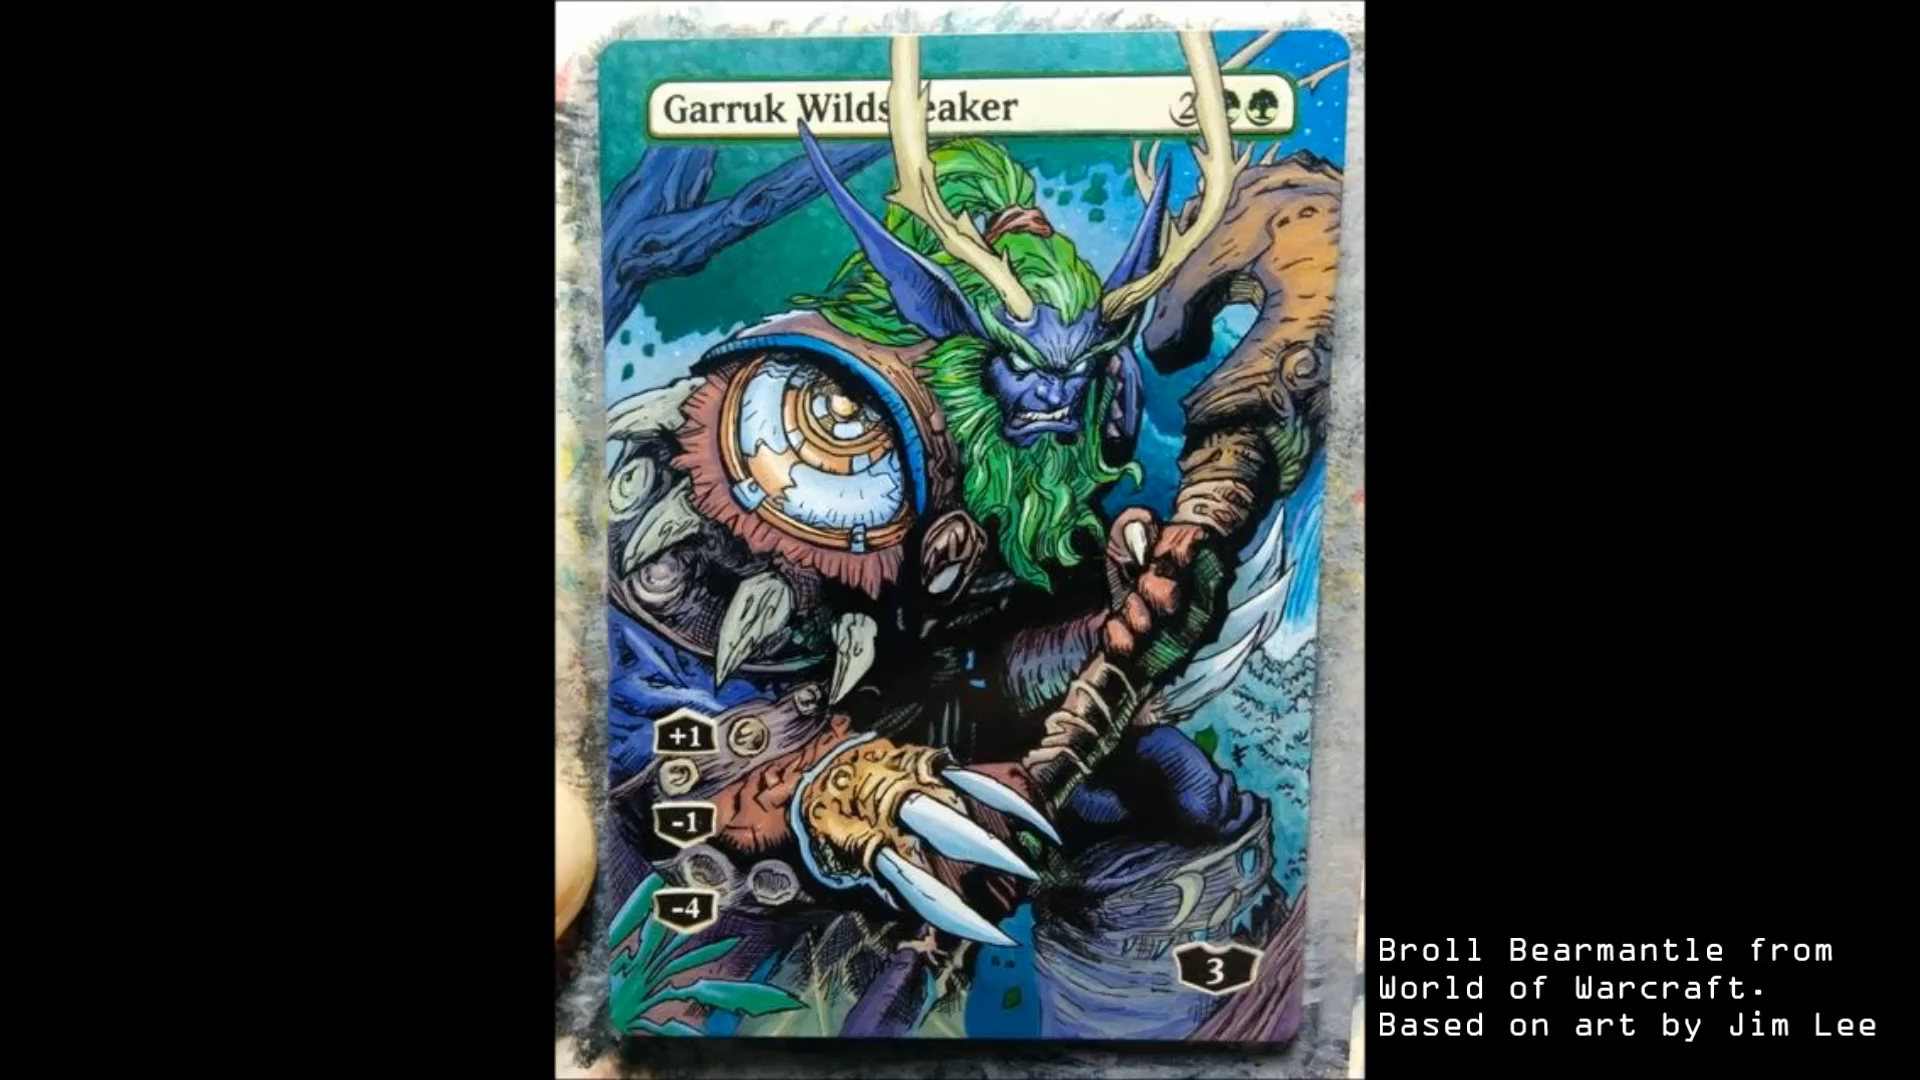 Garruk Wilds eaker 2
+1
-1
-4
3
Broll Bearmantle from
World of Warcraft.
Based on art by Jim Lee